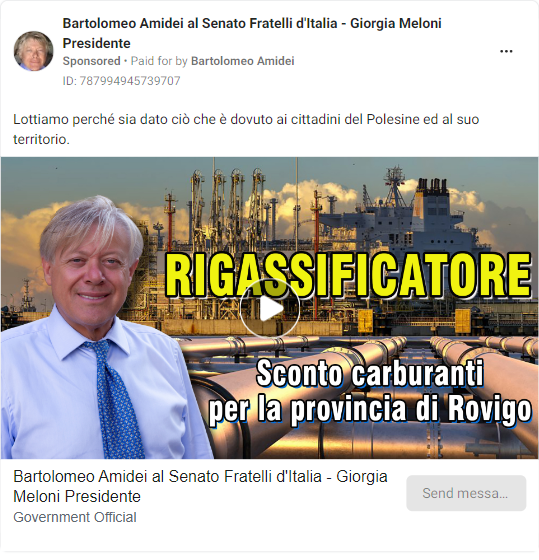 Bartolomeo Amidei al Senato Fratelli d'Italia - Giorgia Meloni
Presidente
Sponsored • Paid for by Bartolomeo Amidei
ID: 787994945739707
Lottiamo perché sia dato ciò che è dovuto ai cittadini del Polesine ed al suo
territorio.
RIGASSIFICATORE
Sconto carburanti
per la provincia di Rovigo
Bartolomeo Amidei al Senato Fratelli d'Italia - Giorgia
Meloni Presidente
Send messa...
Government Official